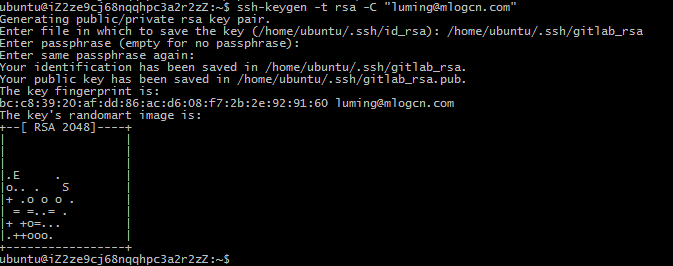 ubuntu@iZ2ze9cj68nqqhpc3a2r2zZ:~$ ssh-keygen -t rsa -C "luming@mlogcn.com"
Generating public/private rsa key pair.
Enter file in which to save the key (/home/ubuntu/.ssh/id_rsa): /home/ubuntu/.ssh/gitlab_rsa
Enter passphrase (empty for no passphrase):
Enter same passphrase again:
Your identification has been saved in /home/ubuntu/.ssh/gitlab_rsa.
Your public key has been saved in /home/ubuntu/.ssh/gitlab_rsa.pub.
The key fingerprint is:
bc:c8:39:20:af:dd:86:ac:d6:08:f7:2b:2e:92:91:60 luming@mlogcn.com
The key's randomart image is:
+--[ RSA 2048]----+
|                 |
|                 |
|                 |
|.E     .         |
|o.. .   S        |
|+ .o o o .       |
| = =..= .        |
|+ +o=...         |
|.++ooo.          |
+-----------------+
ubuntu@iZ2ze9cj68nqqhpc3a2r2zZ:~$